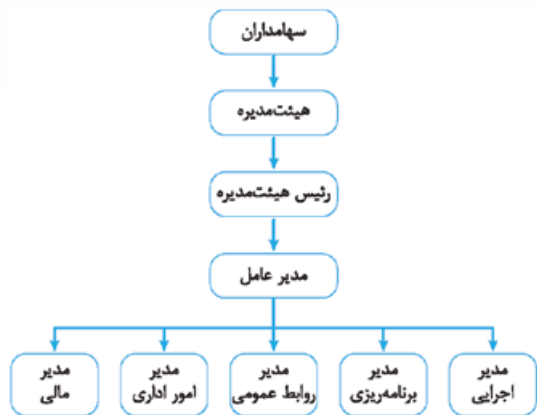 سهامداران
هیئت‌مدیره
رئیس هیئت‌مدیره
مدیر عامل
مدیر
اجرایی
مدیر
برنامه‌ریزی
مدیر
روابط عمومی
مدیر
امور اداری
مدیر
مالی